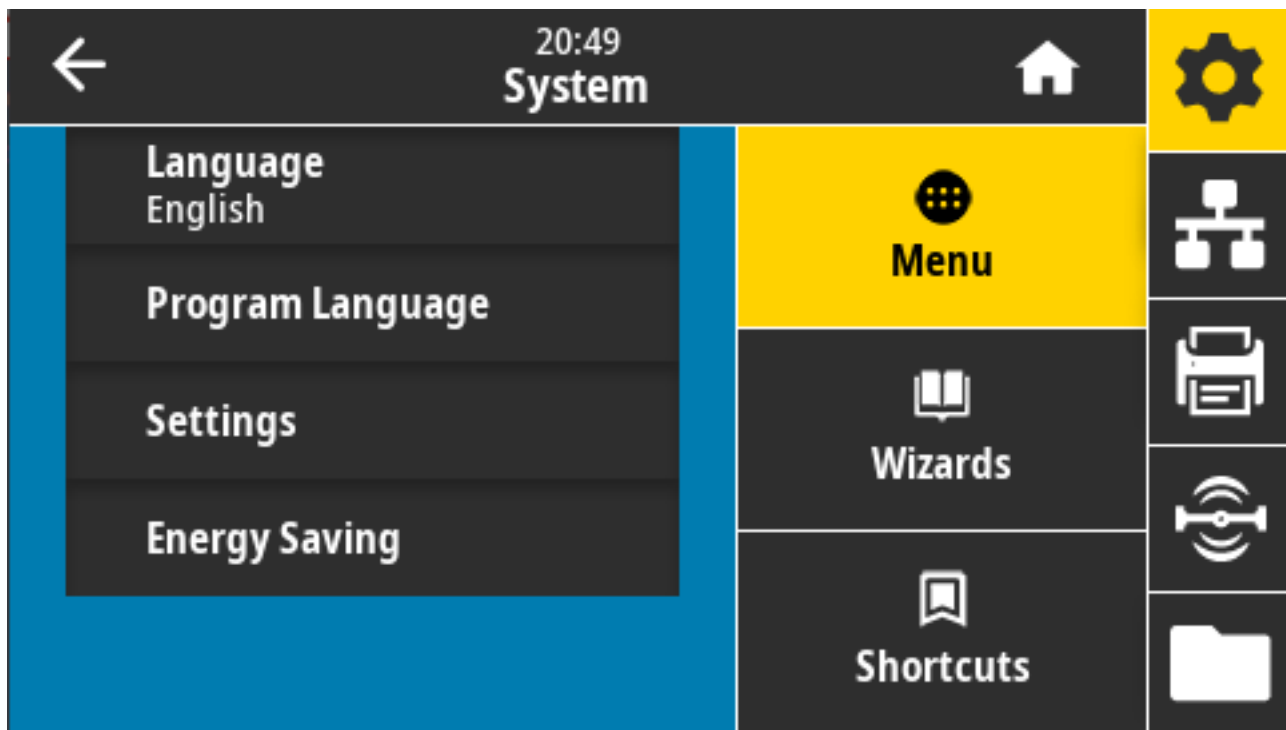 20:49
System
Language
English
Program Language
Settings
Energy Saving
Menu
Wizards
Shortcuts